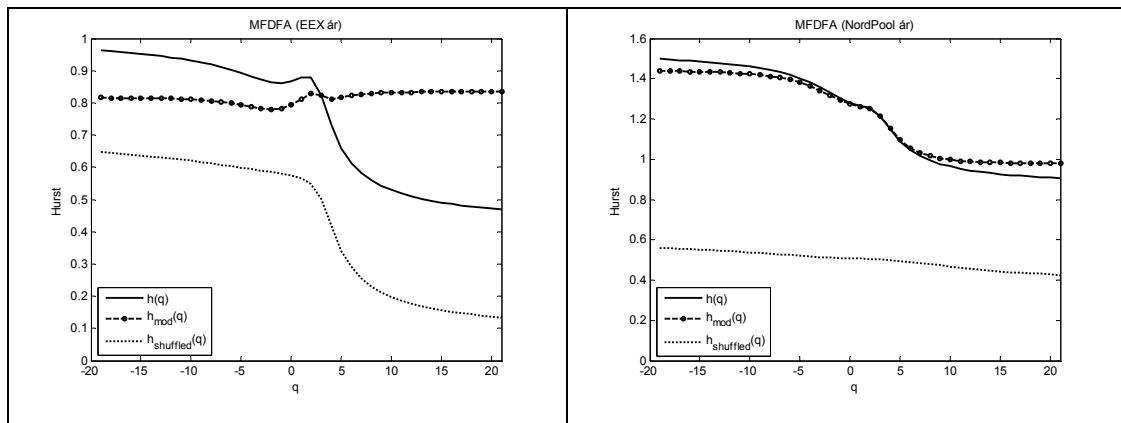 MFDFA (EEX ár)
1
0.9
0.8
0.7
0.6
0.5
0.4
0.3
0.2
0.1
0
Hurst
h(q)
hmod(q)
hshuffled(q)
-20 -15 -10 -5 0 5 10 15 20
q
MFDFA (NordPool ár)
1.6
1.4
1.2
1
0.8
0.6
0.4
0.2
0
Hurst
h(q)
hmod(q)
hshuffled(q)
-20 -15 -10 -5 0 5 10 15 20
q